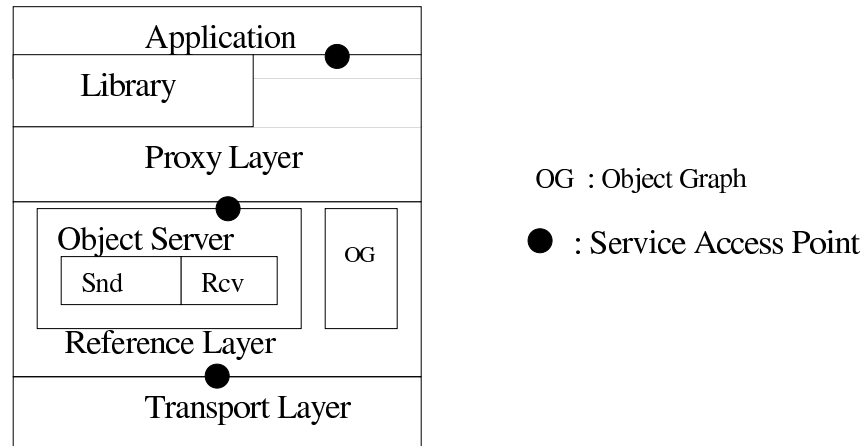 Application
Library
Proxy Layer
Object Server
OG
Snd
Rcv
Reference Layer
Transport Layer
OG : Object Graph
: Service Access Point